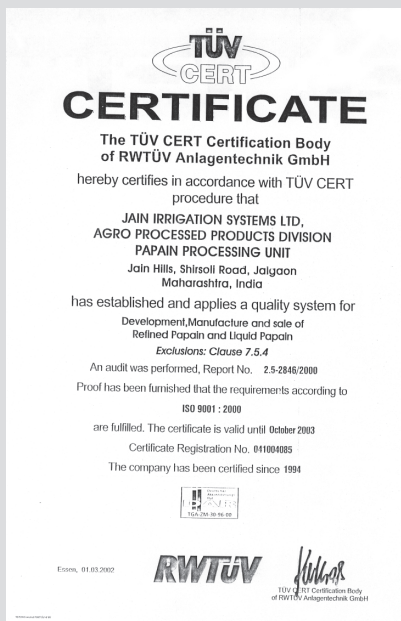 TÜV
CERT
CERTIFICATE
The TÜV CERT Certification Body
of RWTÜV Anlagentechnik GmbH
hereby certifies in accordance with TÜV CERT
procedure that
JAIN IRRIGATION SYSTEMS LTD,
AGRO PROCESSED PRODUCTS DIVISION
PAPAIN PROCESSING UNIT
Jain Hills, Shirsoli Road, Jalgaon
Maharashtra, India
has established and applies a quality system for
Development,Manufacture and sale of
Refined Papain and Liquid Papain
Exclusions: Clause 7.5.4
An audit was performed, Report No. 2.5-2846/2000
Proof has been furnished that the requirements according to
ISO 9001 : 2000
are fulfilled. The certificate is valid until October 2003
Certificate Registration No. 041004085
The company has been certified since 1994
TGA-ZM-30-96-00
Essen, 01.03.2002
RWTÜV
TÜV CERT Certification Body
of RWTÜV Anlagentechnik GmbH